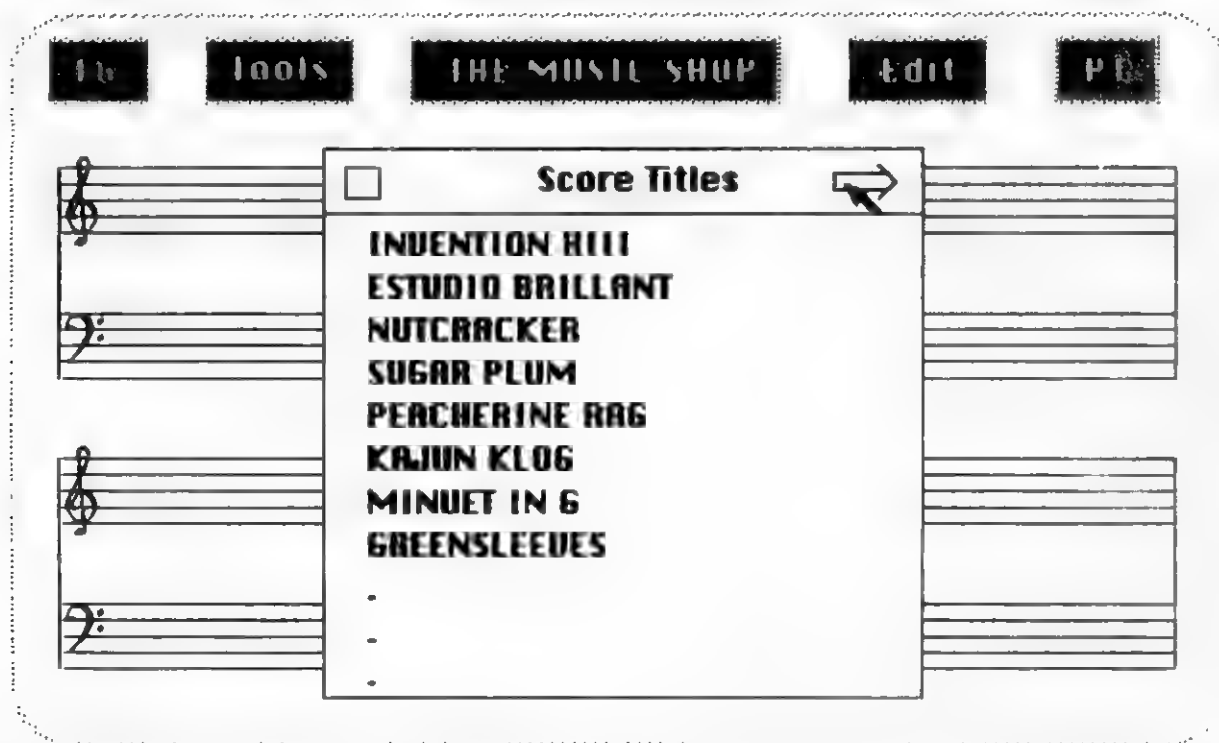 Tools THE MUSIC SHOP Edit
Score Titles
INVENTION XIII
ESTUDIO BRILLANT
NUTCRACKER
SUGAR PLUM
PEACHERINE RAG
KAJUN KLOG
MINUET IN G
GREENSLEEVES
-
-
-